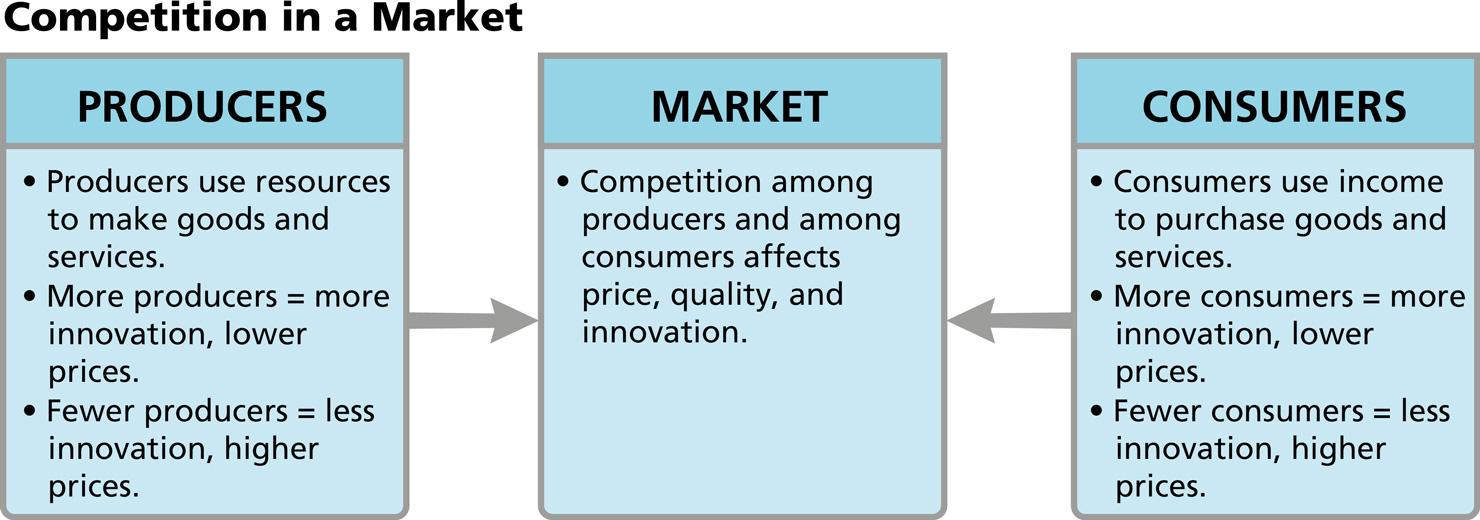 Competition in a Market
PRODUCERS
• Producers use resources
to make goods and
services.
• More producers = more
innovation, lower
prices.
• Fewer producers = less
innovation, higher
prices.
MARKET
• Competition among
producers and among
consumers affects
price, quality, and
innovation.
CONSUMERS
• Consumers use income
to purchase goods and
services.
• More consumers = more
innovation, lower
prices.
• Fewer consumers = less
innovation, higher
prices.